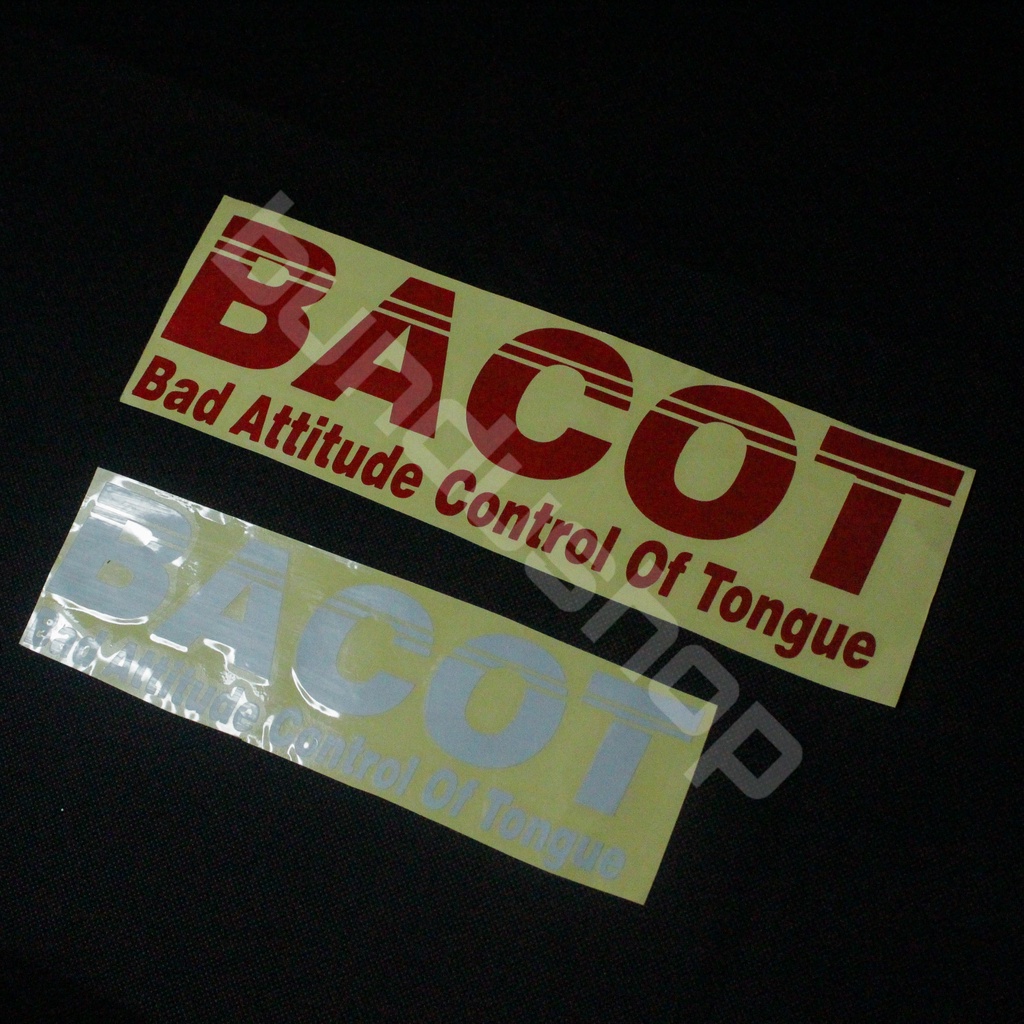 BACOT
Bad Attitude Control Of Tongue
BACOT
Bad Attitude Control Of Tongue